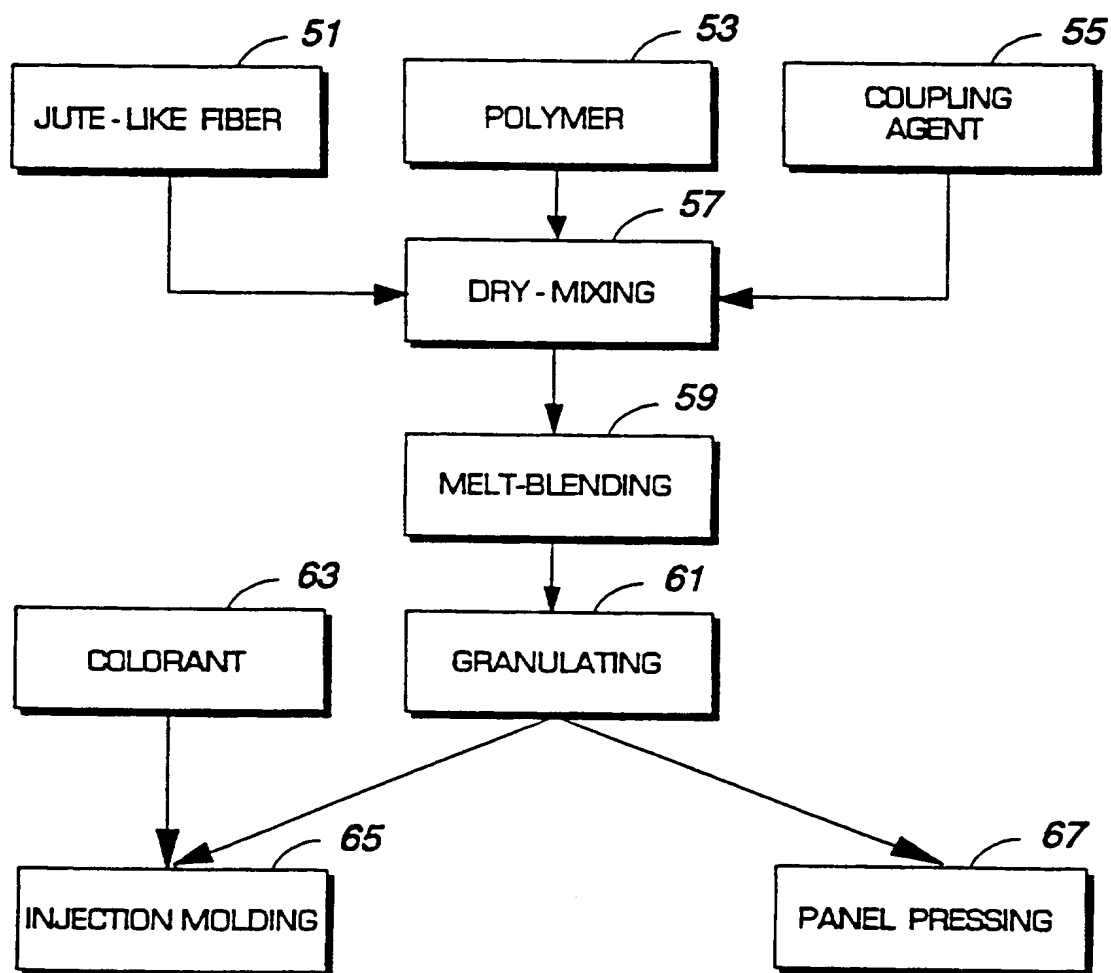 51
JUTE-LIKE FIBER
53
POLYMER
55
COUPLING
AGENT
57
DRY-MIXING
59
MELT-BLENDING
63
COLORANT
61
GRANULATING
65
INJECTION MOLDING
67
PANEL PRESSING